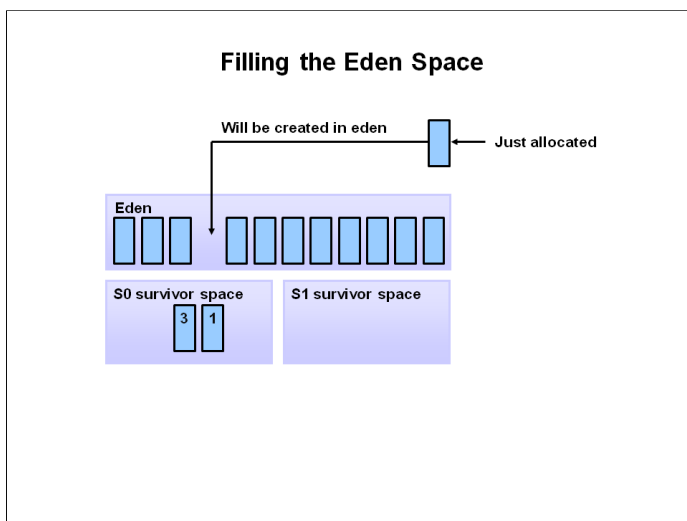 Filling the Eden Space
Will be created in eden
Just allocated
Eden
S0 survivor space
S1 survivor space
3 1